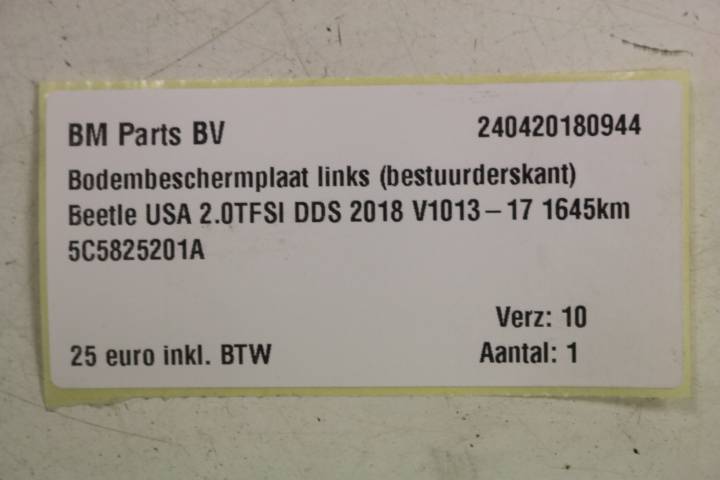 BM Parts BV 240420180944
Bodembeschermplaat links (bestuurderskant)
Beetle USA 2.0TFSI DDS 2018 V1013-17 1645km
5C5825201A
Verz: 10
25 euro inkl. BTW Aantal: 1